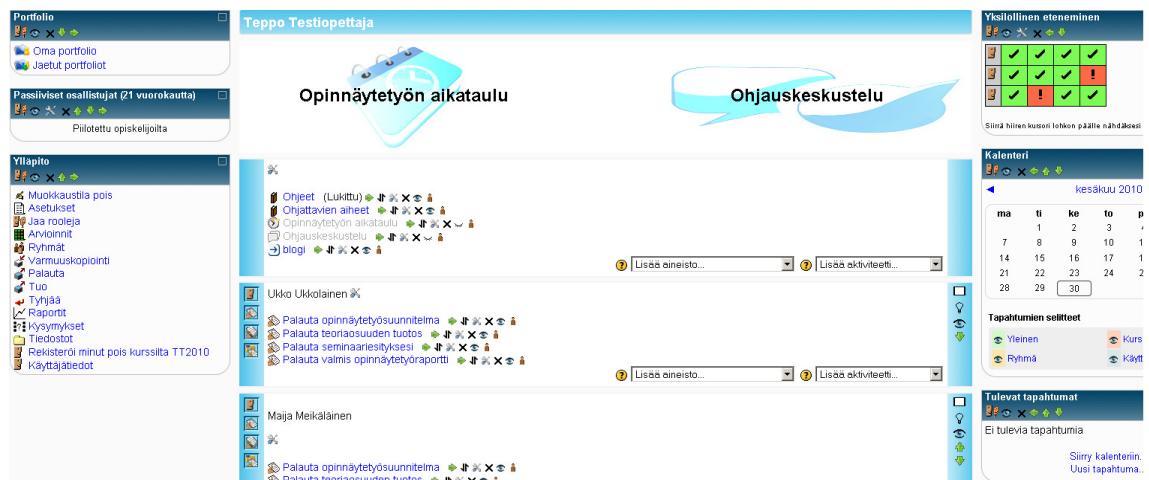 Portfolio
Oma portfolio
Jaetut portfoliot
Passiiviset osallistujat (21 vuorokautta)
Piilotettu opiskelijoilta
Ylläpito
Muokkaustila pois
Asetukset
Jaa rooleja
Arvioinnit
Ryhmät
Varmuuskopiointi
Palauta
Tuo
Tyhjää
Raportit
Kysymykset
Tiedostot
Rekisteröi minut pois kurssilta TT2010
Käyttäjätiedot
Teppo Testiopettaja
Opinnäytetyön aikataulu
Ohjauskeskustelu
Ohjeet (Lukittu)
Ohjattavien aiheet
Opinnäytetyön aikataulu
Ohjauskeskustelu
blogi
Lisää aineisto... Lisää aktiviteetti...
Ukko Ukkolainen
Palauta opinnäytetyösuunnitelma
Palauta teoriaosuuden tuotos
Palauta seminaariesityksesi
Palauta valmis opinnäytetyöraportti
Lisää aineisto... Lisää aktiviteetti...
Maija Meikäläinen
Palauta opinnäytetyösuunnitelma
Palauta teoriaosuuden tuotos
Yksilöllinen eteneminen
Siirrä hiiren kursori lohkon päälle nähdäksesi
Kalenteri
kesäkuu 2010
ma ti ke to
1 2 3
7 8 9 10
14 15 16 17
21 22 23 24
28 29 30
Tapahtumien selitteet
Yleinen Kurs
Ryhmä Käytt
Tulevat tapahtumat
Ei tulevia tapahtumia
Siirry kalenteriin.
Uusi tapahtuma..